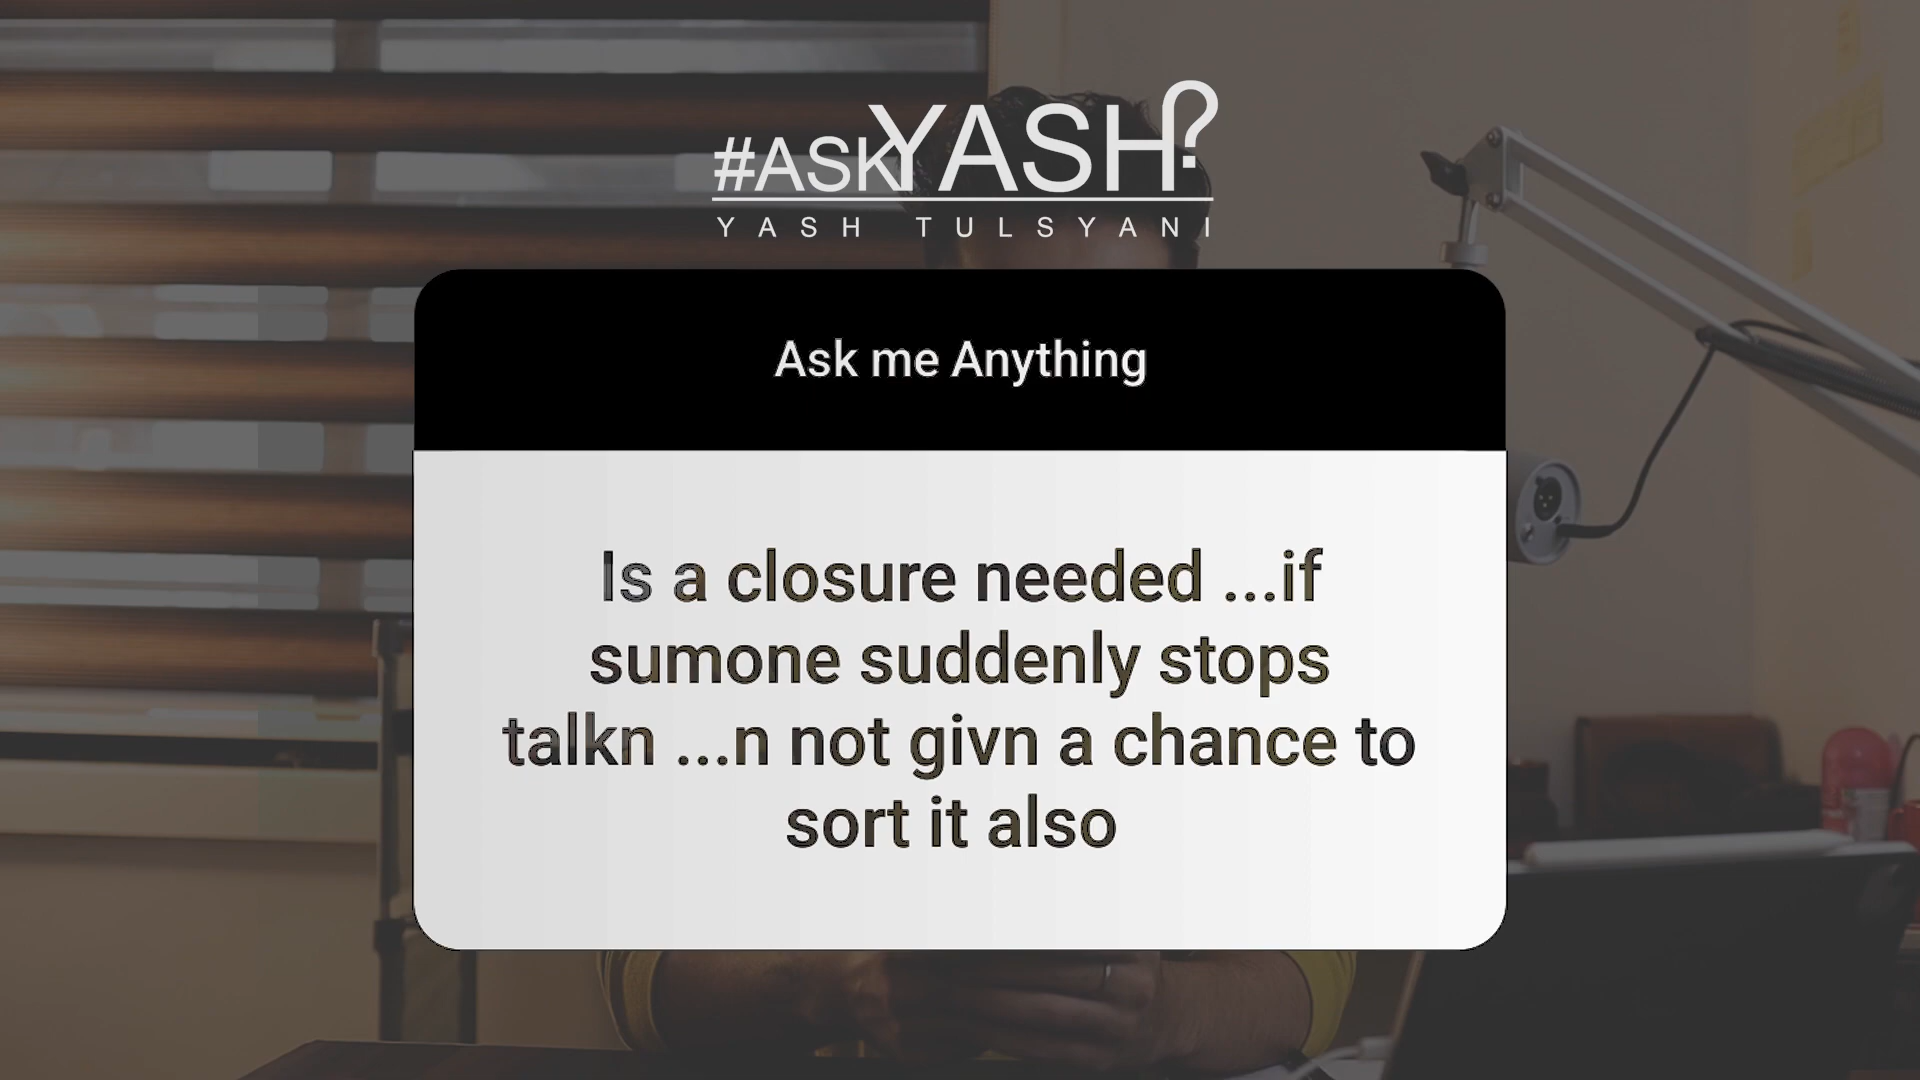 #ASKYASH?
YASH TULSYANI
Ask me Anything
Is a closure needed ...if
sumone suddenly stops
talkn ...n not givn a chance to
sort it also